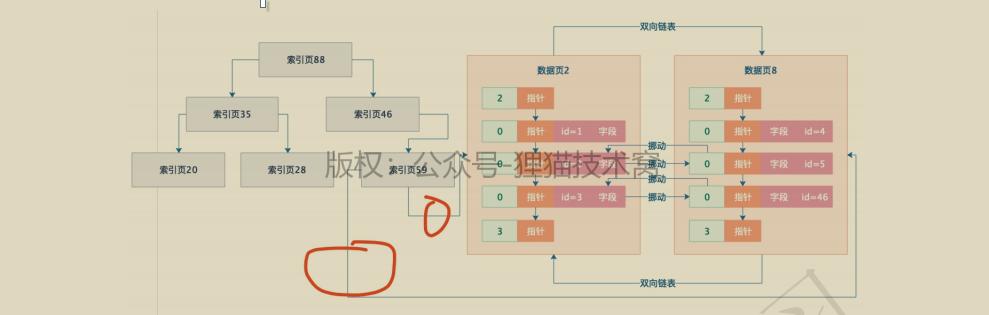 双向链表
索引页88
数据页2
数据页8
2 指针
2 指针
索引页35
索引页46
0 指针 id=1 字段
0 指针 字段 id=4
挪动
索引页20
索引页28
索引页59
0 指针 字段
挪动
0 指针 字段 id=5
版权：公众号-狸猫技术窝
挪动
0 指针 id=3 字段
挪动
0 指针 字段 id=46
3 指针
3 指针
双向链表